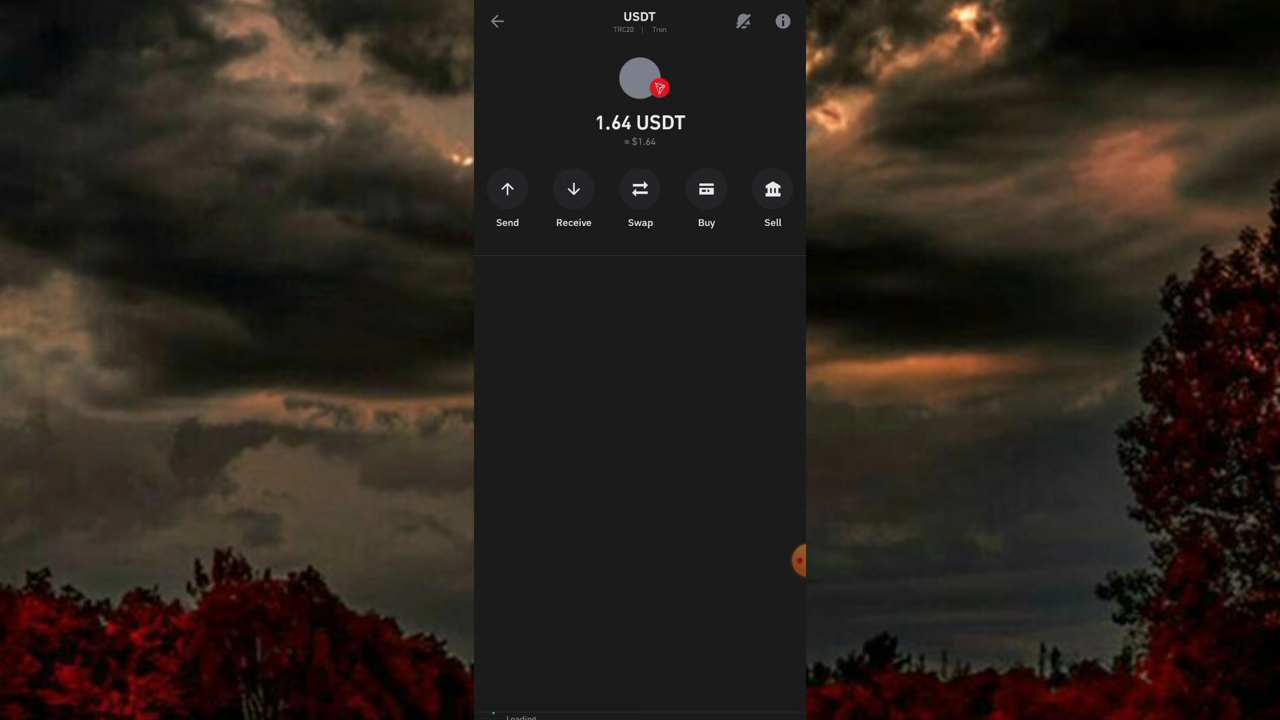 USDT
TRC20 | Tron
1.64 USDT
≈ $1.64
Send Receive Swap Buy Sell
Loading